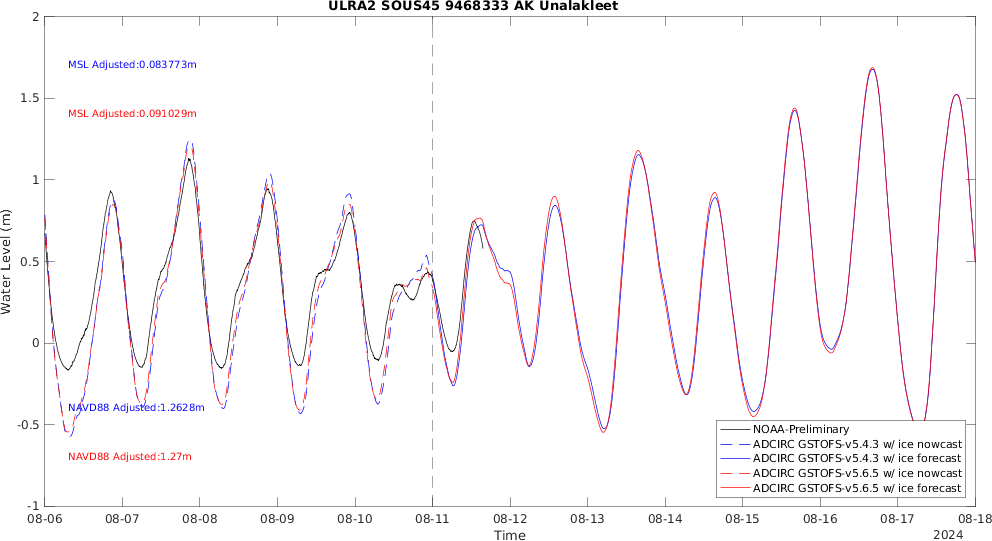 ULRA2 SOUS45 9468333 AK Unalakleet
2
1.5
1
0.5
0
-0.5
-1
Water Level (m)
MSL Adjusted:0.083773m
MSL Adjusted:0.091029m
NAVD88 Adjusted:1.2628m
NAVD88 Adjusted:1.27m
NOAA-Preliminary
ADCIRC GSTOFS-v5.4.3 w/ ice nowcast
ADCIRC GSTOFS-v5.4.3 w/ ice forecast
ADCIRC GSTOFS-v5.6.5 w/ ice nowcast
ADCIRC GSTOFS-v5.6.5 w/ ice forecast
08-06 08-07 08-08 08-09 08-10 08-11 08-12 08-13 08-14 08-15 08-16 08-17 08-18
Time
2024